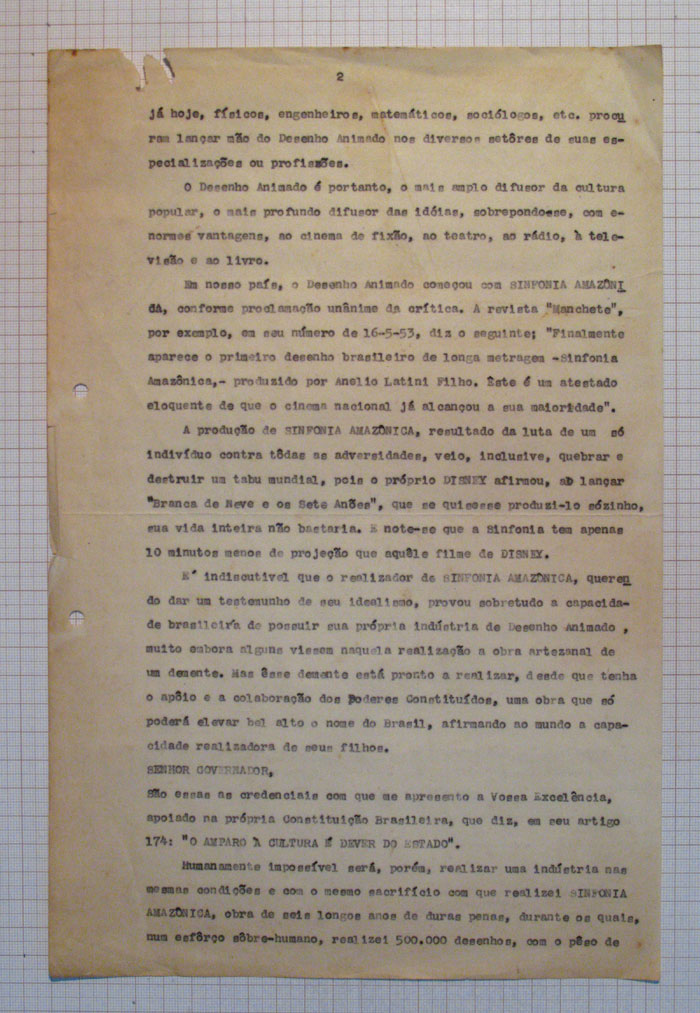 2
já hoje, físicos, engenheiros, matemáticos, sociólogos, etc. procu
ram lançar mão do Desenho Animado nos diversos setôres de suas es-
pecializações ou profissões.
O Desenho Animado é portanto, o mais amplo difusor da cultura
popular, o mais profundo difusor das idéias, sobrepondosse, com e-
normes vantagens, ao cinema de fixão, ao teatro, ao rádio, à tele-
visão e ao livro.
Em nosso país, o Desenho Animado começou com SINFONIA AMAZÔNI
CA, conforme proclamação unânime da crítica. A revista "Manchete",
por exemplo, em seu número de 16-5-53, diz o seguinte; "Finalmente
aparece o primeiro desenho brasileiro de longa metragem -Sinfonia
Amazônica,- produzido por Anelio Latini Filho. Êste é um atestado
eloquente de que o cinema nacional já alcançou a sua maioridade".
A produção de SINFONIA AMAZÔNICA, resultado da luta de um só
indivíduo contra tôdas as adversidades, veio, inclusive, quebrar e
destruir um tabu mundial, pois o próprio DISNEY afirmou, ao lançar
"Branca de Neve e os Sete Anões", que se quisesse produzi-lo sózinho,
sua vida inteira não bastaria. E note-se que a Sinfonia tem apenas
10 minutos menos de projeção que aquêle filme de DISNEY.
E' indiscutivel que o realizador de SINFONIA AMAZÔNICA, queren
do dar um testemunho de seu idealismo, provou sobretudo a capacida-
de brasileira de possuir sua própria indústria de Desenho Animado ,
muito embora alguns vissem naquela realização a obra artezanal de
um demente. Mas êsse demente está pronto a realizar, desde que tenha
o apôio e a colaboração dos Poderes Constituídos, uma obra que só
poderá elevar bel alto o nome do Brasil, afirmando ao mundo a capa-
cidade realizadora de seus filhos.
SENHOR GOVERNADOR,
São essas as credenciais com que me apresento a Vossa Excelência,
apoiado na própria Constituição Brasileira, que diz, em seu artigo
174: "O AMPARO À CULTURA É DEVER DO ESTADO".
Humanamente impossível será, porém, realizar uma indústria nas
mesmas condições e com o mesmo sacrifício com que realizei SINFONIA
AMAZÔNICA, obra de seis longos anos de duras penas, durante os quais,
num esfôrço sôbre-humano, realizei 500.000 desenhos, com o pêso de